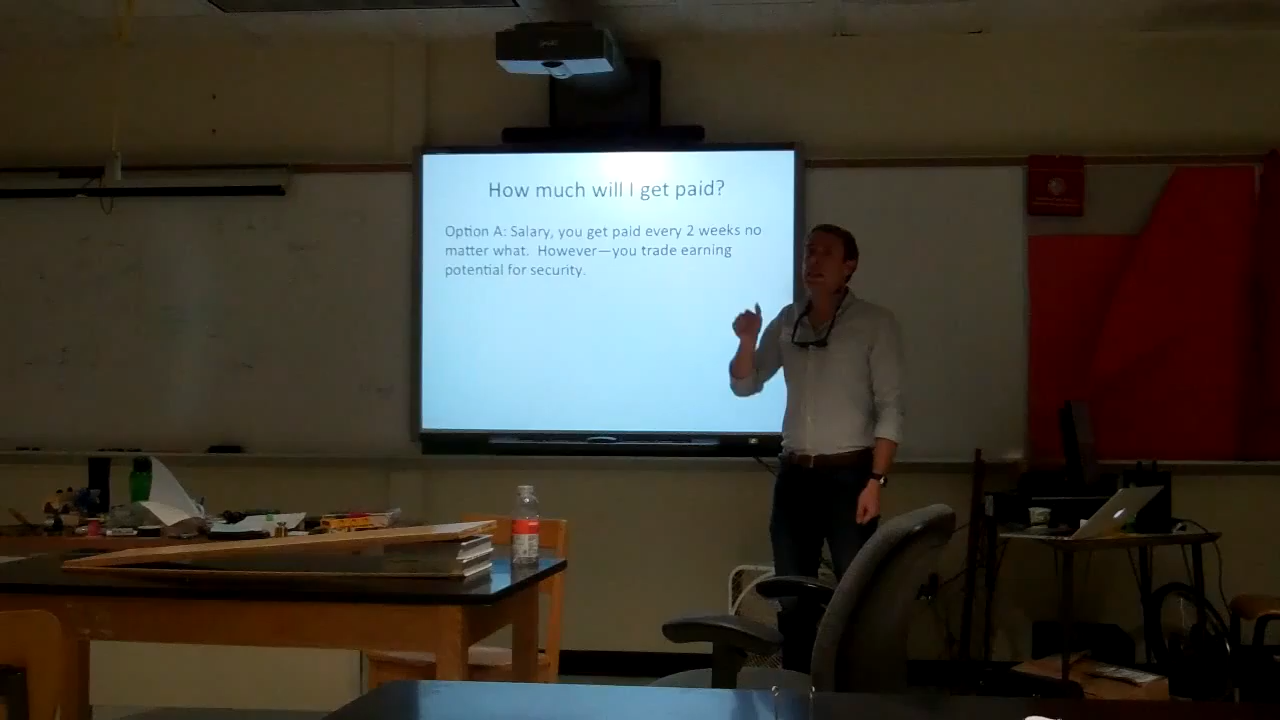 How much will I get paid?
Option A: Salary, you get paid every 2 weeks no
matter what. However—you trade earning
potential for security.